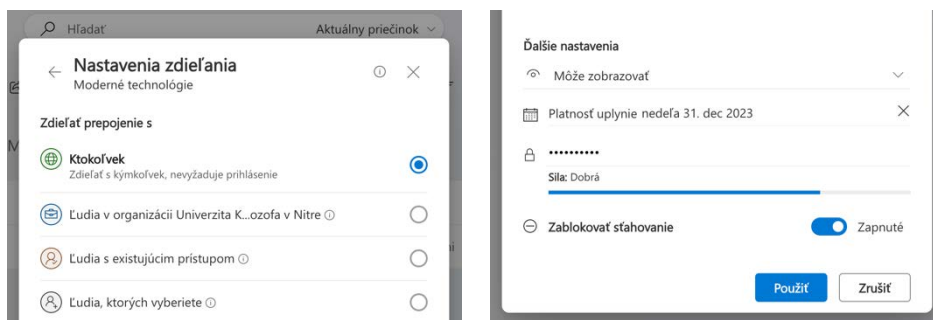 Hľadať
Aktuálny priečinok
Nastavenia zdieľania
Moderné technológie
Zdieľať prepojenie s
Ktokoľvek
Zdieľať s kýmkoľvek, nevyžaduje prihlásenie
Ľudia v organizácii Univerzita K...ozofa v Nitre
Ľudia s existujúcim prístupom
Ľudia, ktorých vyberiete
Ďalšie nastavenia
Môže zobrazovať
Platnosť uplynie nedeľa 31. dec 2023
••••••••••
Sila: Dobrá
Zablokovať sťahovanie
Zapnuté
Použiť
Zrušiť